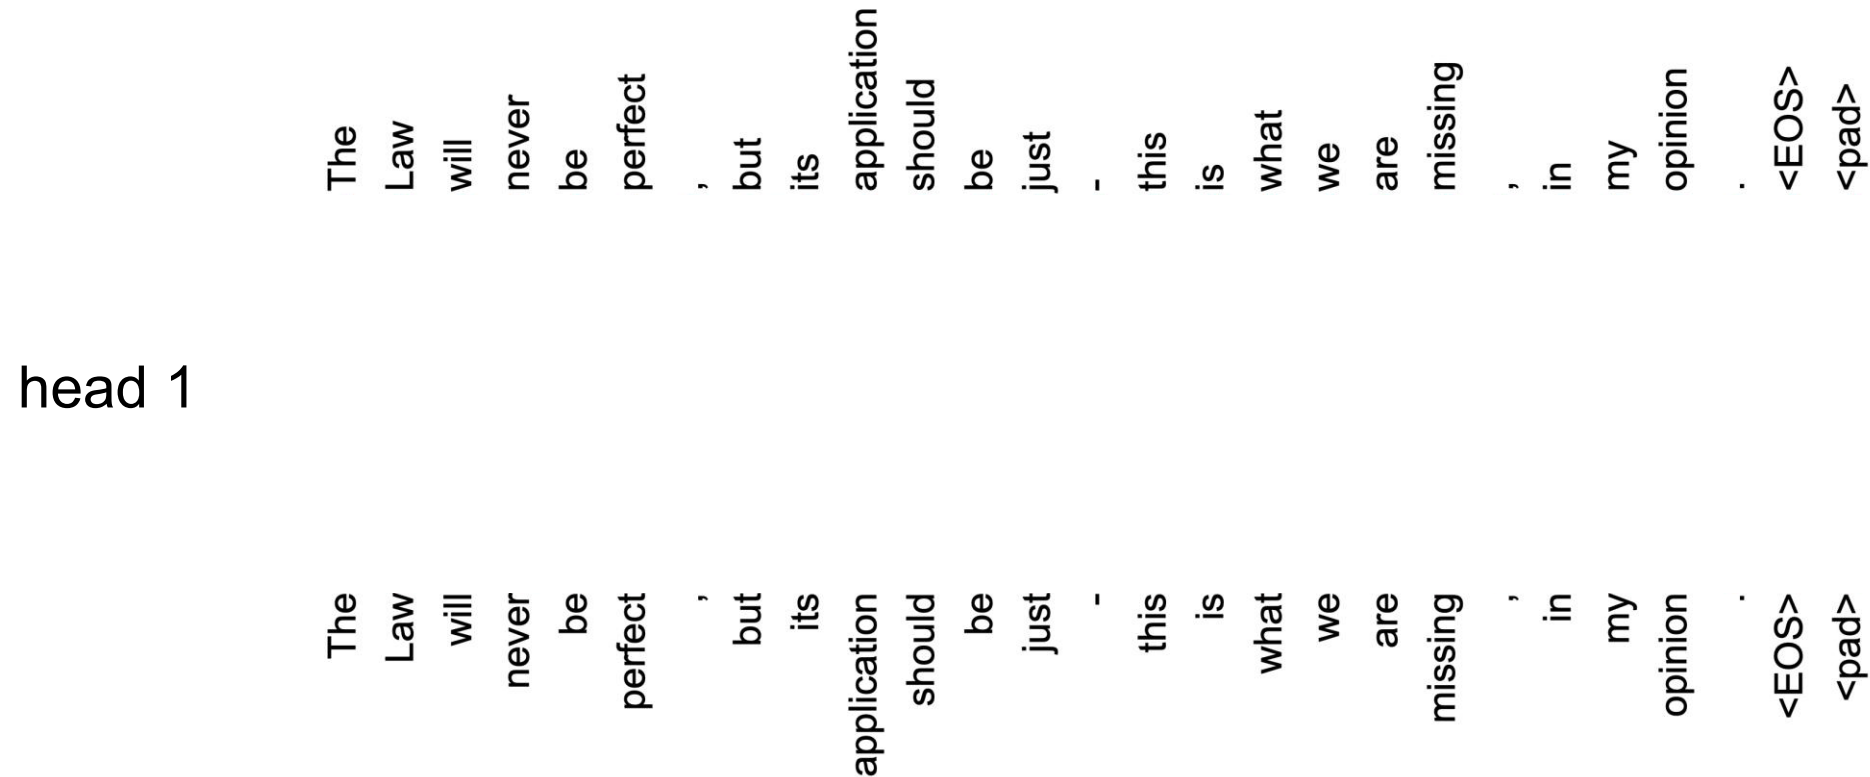 The Law will never be perfect , but its application should be just - this is what we are missing , in my opinion . <EOS> <pad>
head 1
The Law will never be perfect , but its application should be just - this is what we are missing , in my opinion . <EOS> <pad>